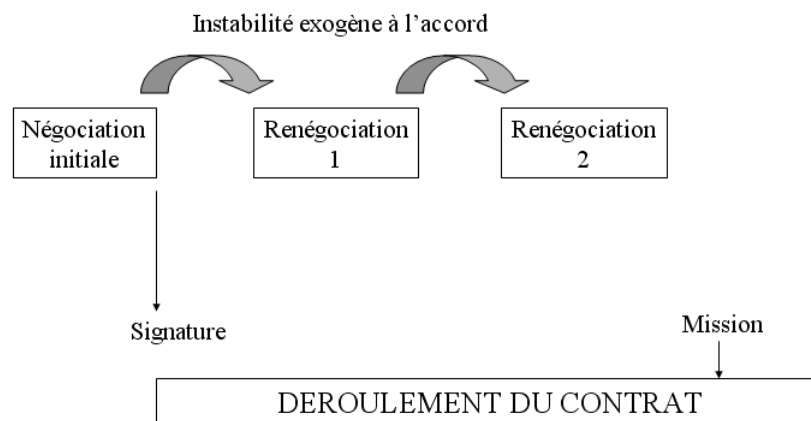 Instabilité exogène à l'accord
Négociation
initiale
Renégociation
1
Renégociation
2
Signature
Mission
DEROULEMENT DU CONTRAT